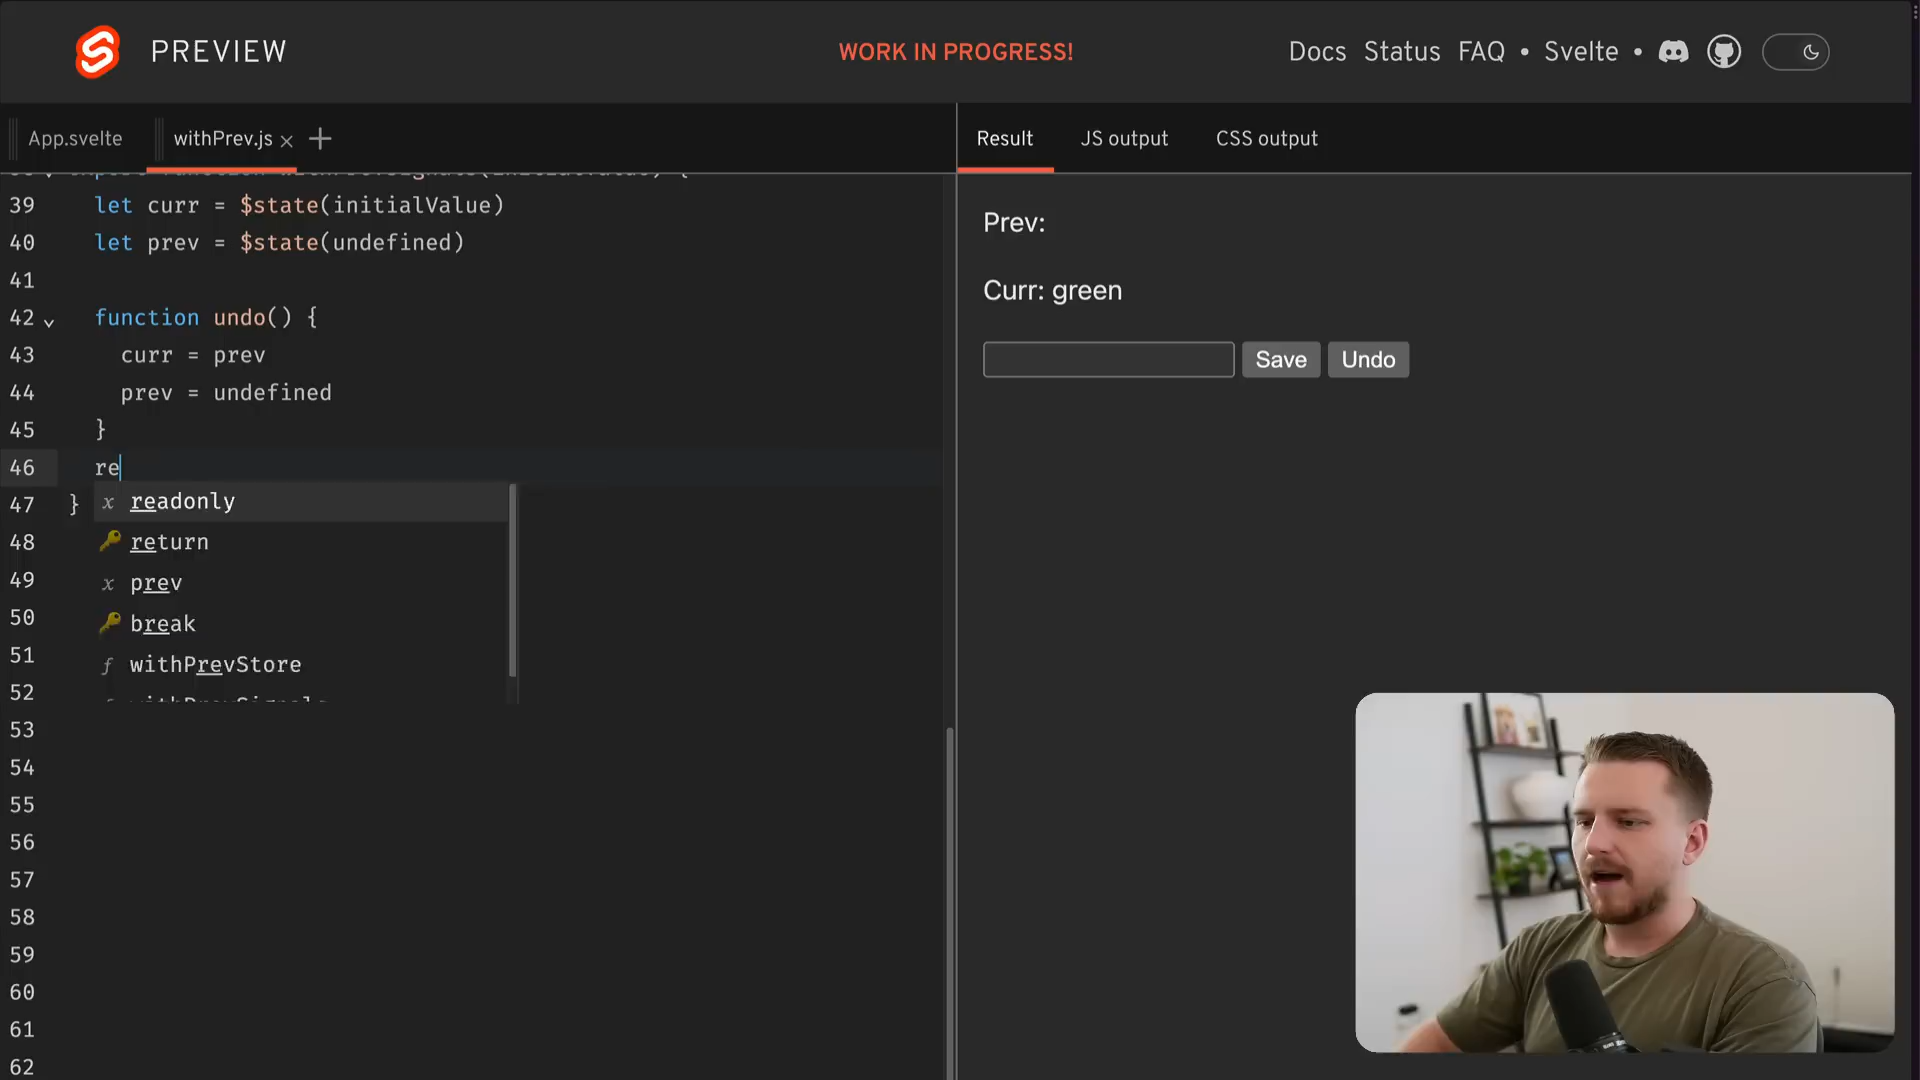 PREVIEW
WORK IN PROGRESS!
Docs Status FAQ • Svelte •
App.svelte
withPrev.js × +
Result
JS output
CSS output
39 let curr = $state(initialValue)
40 let prev = $state(undefined)
41
42 function undo() {
43 curr = prev
44 prev = undefined
45 }
46 re
47 }
x readonly
48
return
49
x prev
50
break
51
f withPrevStore
52
53
54
55
56
57
58
59
60
61
62
Prev:
Curr: green
Save
Undo